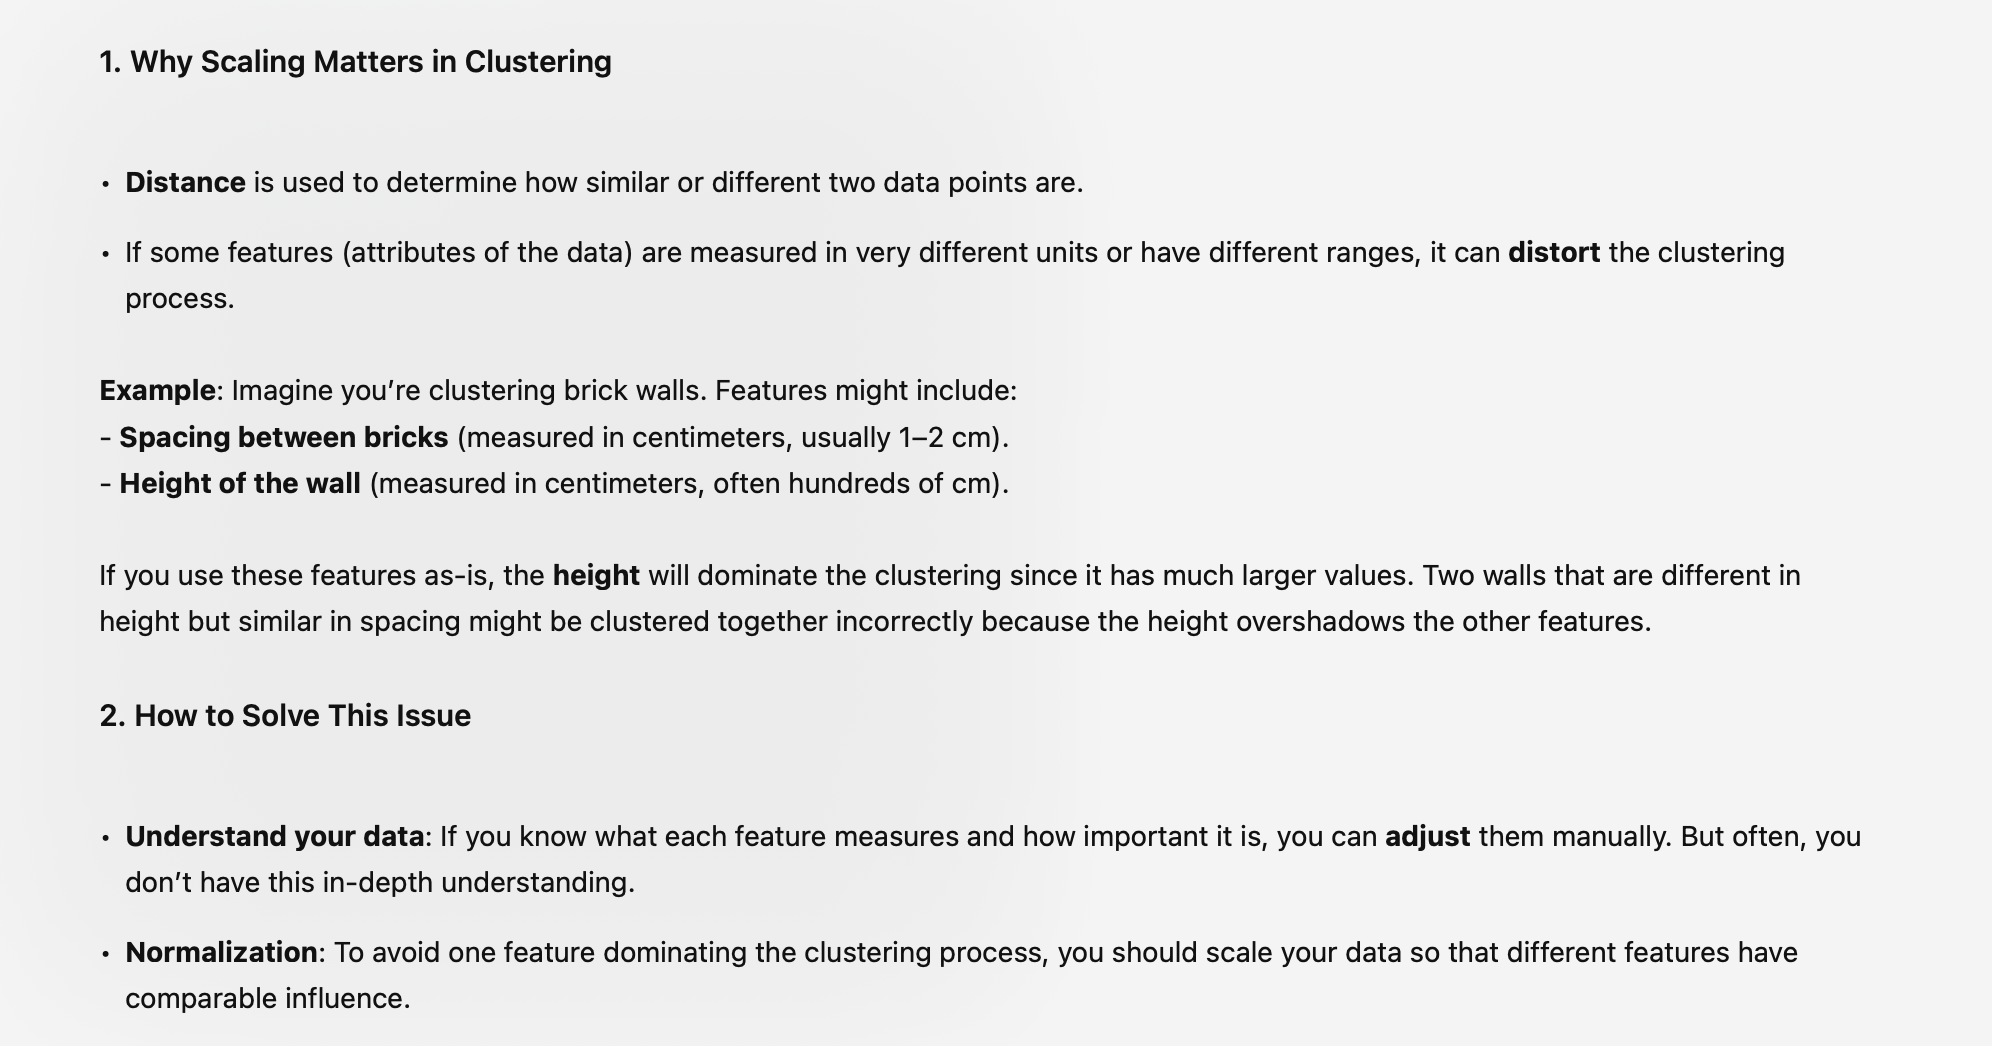 1. Why Scaling Matters in Clustering
• Distance is used to determine how similar or different two data points are.
• If some features (attributes of the data) are measured in very different units or have different ranges, it can distort the clustering
process.
Example: Imagine you’re clustering brick walls. Features might include:
- Spacing between bricks (measured in centimeters, usually 1–2 cm).
- Height of the wall (measured in centimeters, often hundreds of cm).
If you use these features as-is, the height will dominate the clustering since it has much larger values. Two walls that are different in
height but similar in spacing might be clustered together incorrectly because the height overshadows the other features.
2. How to Solve This Issue
• Understand your data: If you know what each feature measures and how important it is, you can adjust them manually. But often, you
don’t have this in-depth understanding.
• Normalization: To avoid one feature dominating the clustering process, you should scale your data so that different features have
comparable influence.